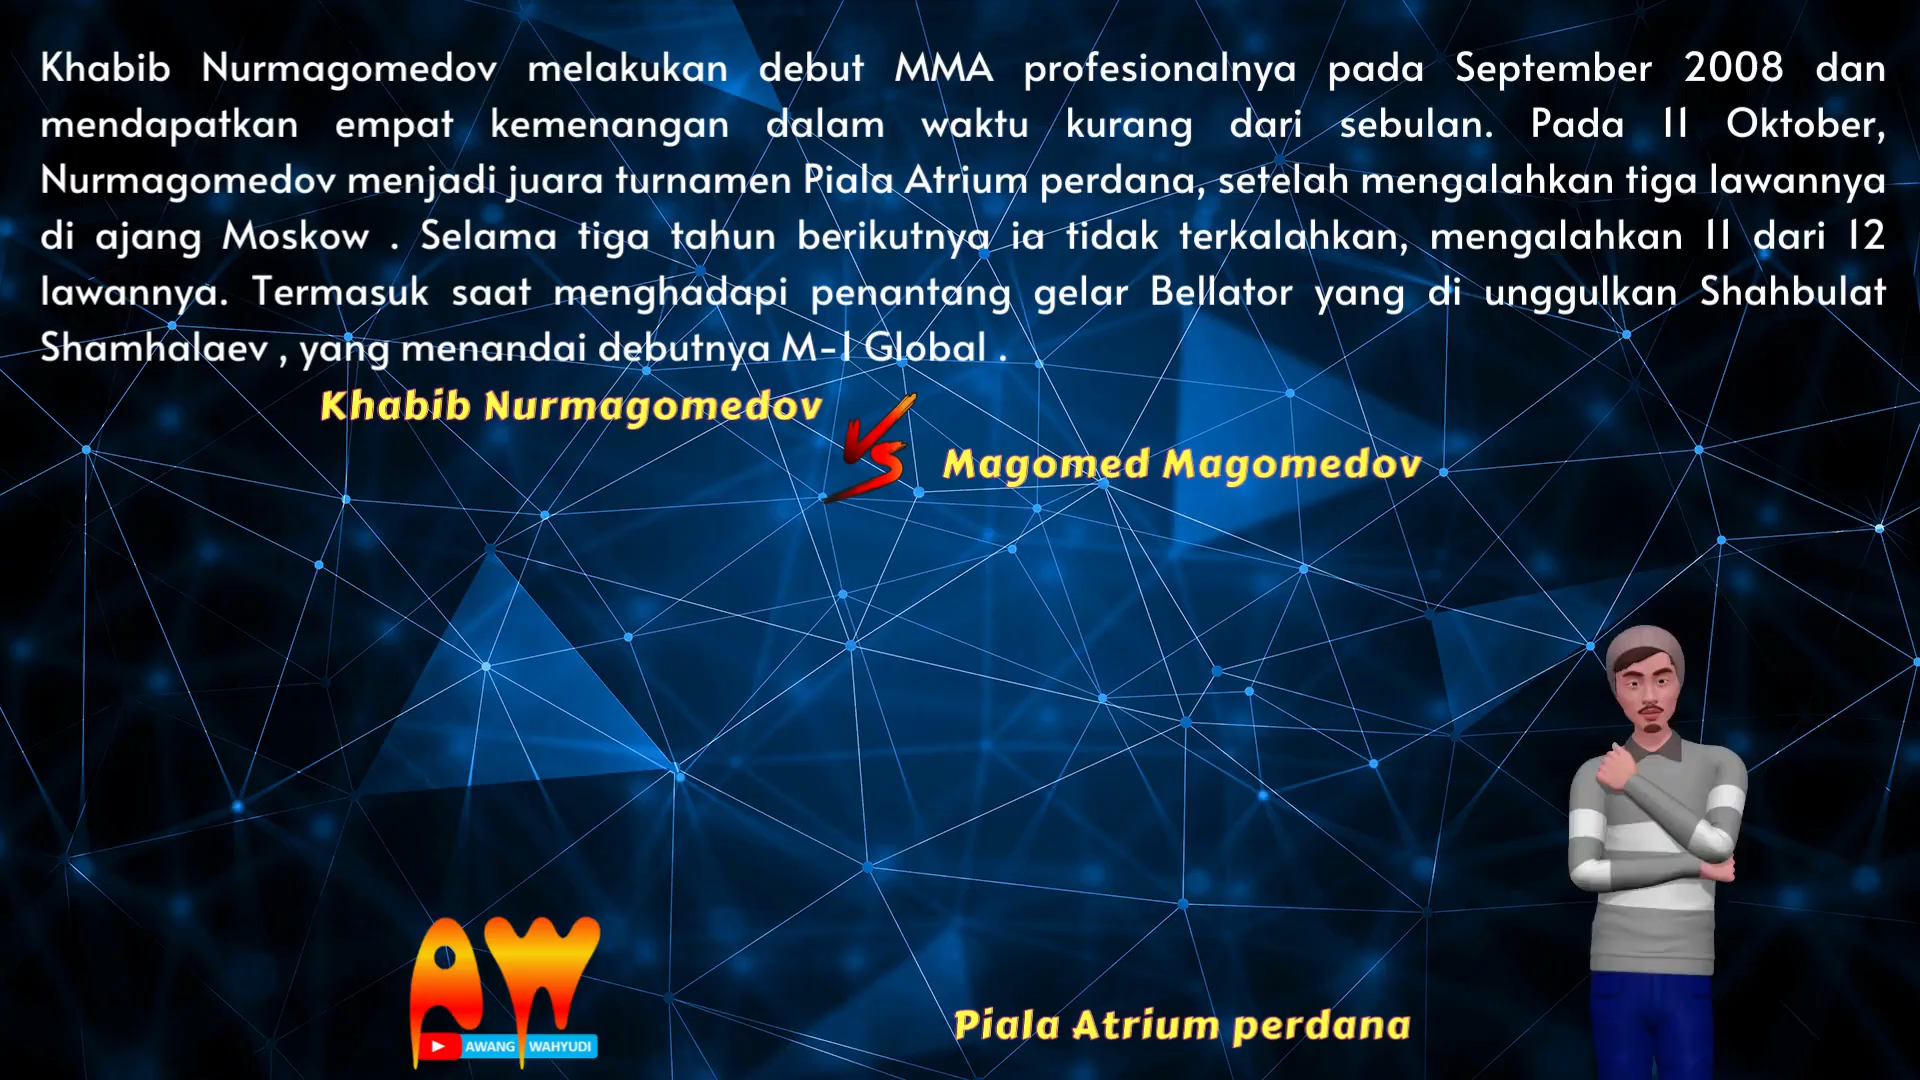 Khabib Nurmagomedov melakukan debut MMA profesionalnya pada September 2008 dan
mendapatkan empat kemenangan dalam waktu kurang dari sebulan. Pada 11 Oktober,
Nurmagomedov menjadi juara turnamen Piala Atrium perdana, setelah mengalahkan tiga lawannya
di ajang Moskow . Selama tiga tahun berikutnya ia tidak terkalahkan, mengalahkan 11 dari 12
lawannya. Termasuk saat menghadapi penantang gelar Bellator yang di unggulkan Shahbulat
Shamhalaev , yang menandai debutnya M-1 Global .
Khabib Nurmagomedov
VS
Magomed Magomedov
AW
AWANG WAHYUDI
Piala Atrium perdana